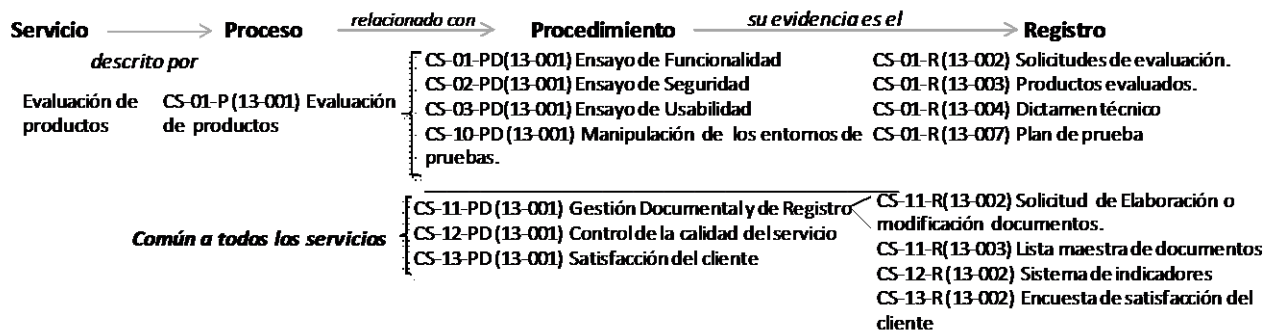 Servicio descrito por Proceso relacionado con Procedimiento su evidencia es el Registro
Evaluación de
productos
CS-01-P (13-001) Evaluación
de productos
CS-01-PD(13-001) Ensayo de Funcionalidad
CS-02-PD(13-001) Ensayo de Seguridad
CS-03-PD(13-001) Ensayo de Usabilidad
CS-10-PD (13-001) Manipulación de los entornos de
pruebas.
CS-01-R (13-002) Solicitudes de evaluación.
CS-01-R (13-003) Productos evaluados.
CS-01-R (13-004) Dictamen técnico
CS-01-R (13-007) Plan de prueba
Común a todos los servicios
CS-11-PD (13-001) Gestión Documental y de Registro
CS-12-PD (13-001) Control de la calidad del servicio
CS-13-PD (13-001) Satisfacción del cliente
CS-11-R(13-002) Solicitud de Elaboración o
modificación documentos.
CS-11-R(13-003) Lista maestra de documentos
CS-12-R (13-002) Sistema de indicadores
CS-13-R (13-002) Encuesta de satisfacción del
cliente